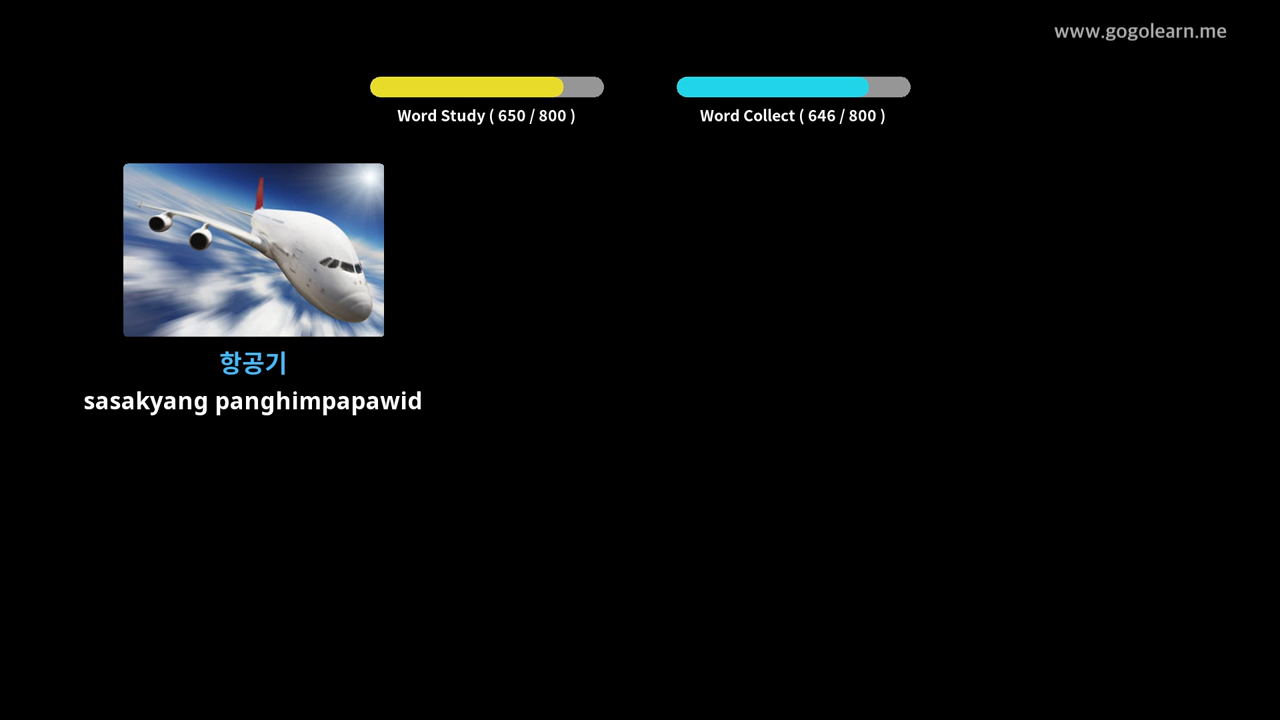 www.gogolearn.me
Word Study ( 650 / 800 )
Word Collect ( 646 / 800 )
항공기
sasakyang panghimpapawid